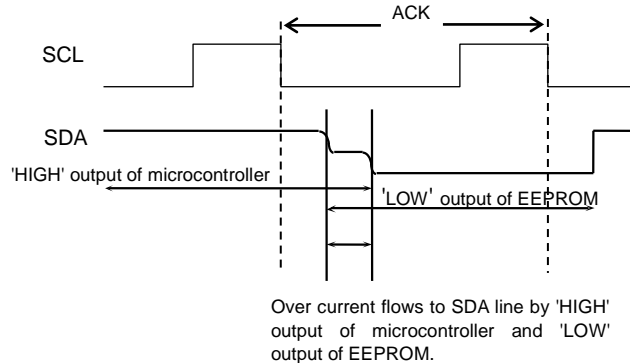 ACK
SCL
SDA
'HIGH' output of microcontroller
'LOW' output of EEPROM
Over current flows to SDA line by 'HIGH'
output of microcontroller and 'LOW'
output of EEPROM.